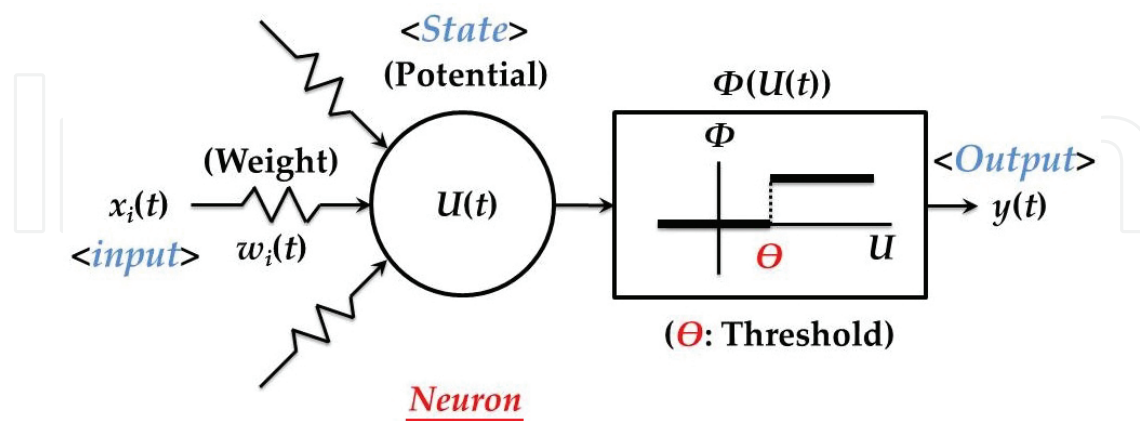 <State>
(Potential)
Φ(U(t))
Φ
(Weight)
<Output>
xᵢ(t)
U(t)
y(t)
<input>
wᵢ(t)
Θ
U
(Θ: Threshold)
Neuron